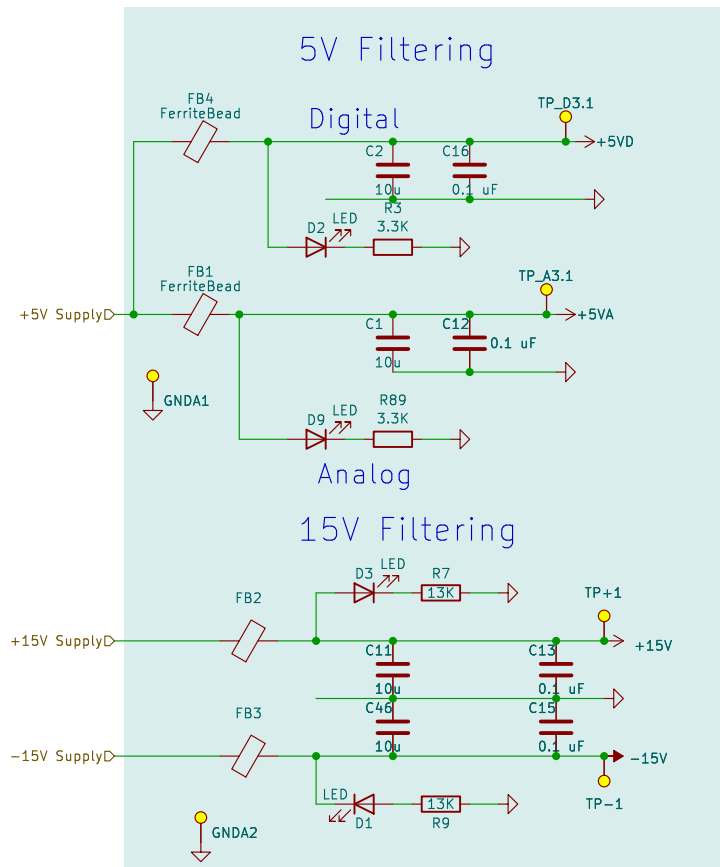 5V Filtering
FB4
FerriteBead
TP_D3.1
Digital
+5VD
C2
C16
10u
0.1 uF
R3
3.3K
D2
LED
FB1
FerriteBead
TP_A3.1
+5V Supply
+5VA
C1
C12
0.1 uF
10u
GNDA1
R89
3.3K
D9
LED
Analog
15V Filtering
D3
LED
R7
13K
FB2
TP+1
+15V Supply
+15V
C11
C13
10u
0.1 uF
C46
C15
FB3
10u
0.1 uF
-15V Supply
-15V
LED
D1
13K
R9
TP-1
GNDA2